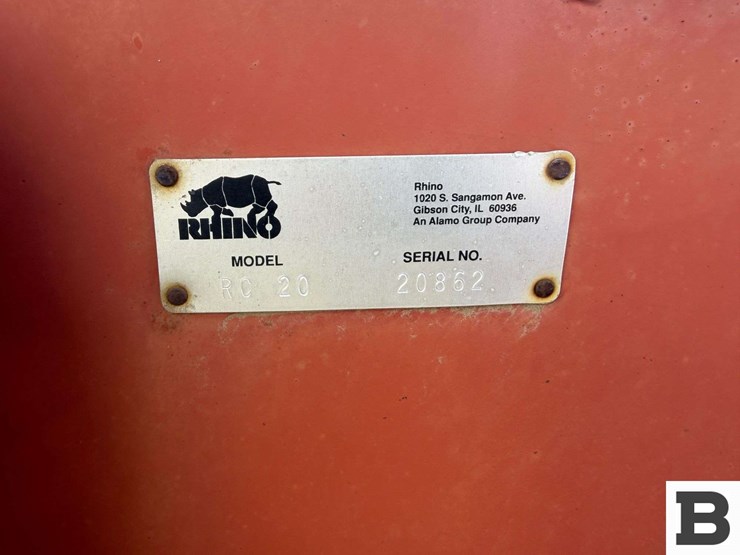 RHINO
Rhino
1020 S. Sangamon Ave.
Gibson City, IL 60936
An Alamo Group Company
MODEL
SERIAL NO.
RC 20
20862
B